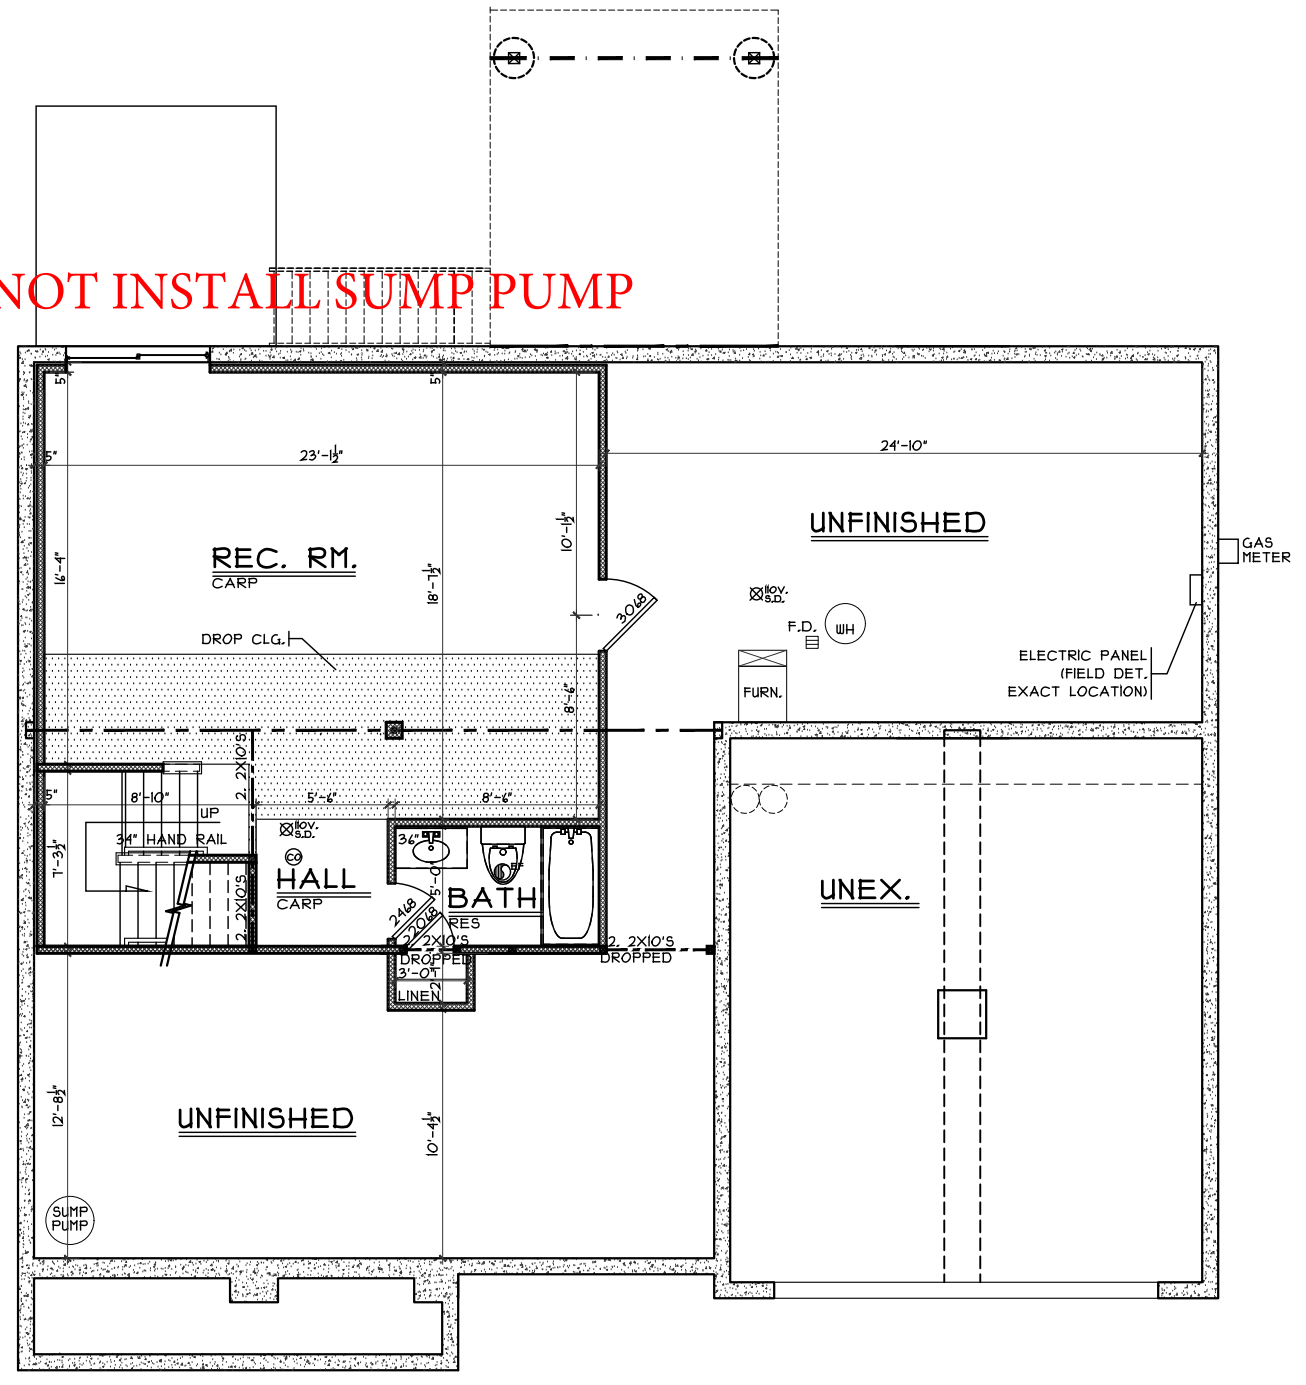 NOT INSTALL SUMP PUMP
5"
5"
5"
23'-1½"
24'-10"
10'-1½"
UNFINISHED
GAS
METER
REC. RM.
CARP
16'-4"
18'-7½"
110V.
S.D.
3068
F.D.
WH
DROP CLG.
ELECTRIC PANEL
(FIELD DET.
EXACT LOCATION)
FURN.
8'-6"
2. 2X10'S
5"
8'-10"
5'-6"
8'-6"
UP
34" HAND RAIL
110V.
S.D.
36"
7'-3½"
CO
HALL
CARP
EF
5'-0"
BATH
RES
UNEX.
2468
2068
2. 2X10'S
2. 2X10'S
DROPPED
2. 2X10'S
DROPPED
3'-0"
LINEN
12'-8½"
10'-4½"
UNFINISHED
SUMP
PUMP